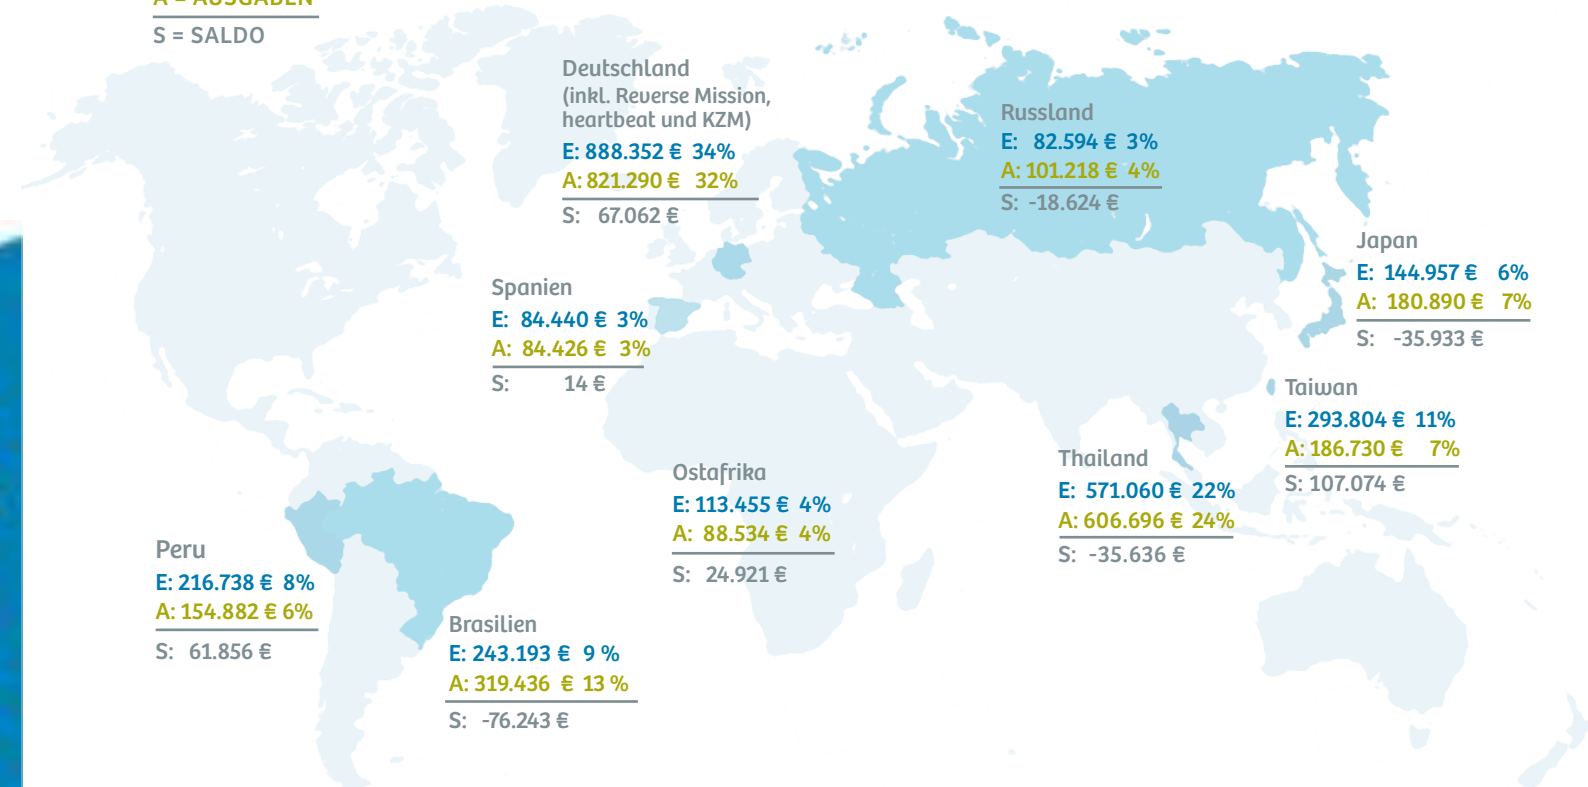 A = AUSGABEN
S = SALDO
Deutschland
(inkl. Reverse Mission,
heartbeat und KZM)
E: 888.352 € 34%
A: 821.290 € 32%
S: 67.062 €
Russland
E: 82.594 € 3%
A: 101.218 € 4%
S: -18.624 €
Japan
E: 144.957 € 6%
A: 180.890 € 7%
S: -35.933 €
Spanien
E: 84.440 € 3%
A: 84.426 € 3%
S: 14 €
Taiwan
E: 293.804 € 11%
A: 186.730 € 7%
S: 107.074 €
Thailand
E: 571.060 € 22%
A: 606.696 € 24%
S: -35.636 €
Ostafrika
E: 113.455 € 4%
A: 88.534 € 4%
S: 24.921 €
Peru
E: 216.738 € 8%
A: 154.882 € 6%
S: 61.856 €
Brasilien
E: 243.193 € 9 %
A: 319.436 € 13 %
S: -76.243 €